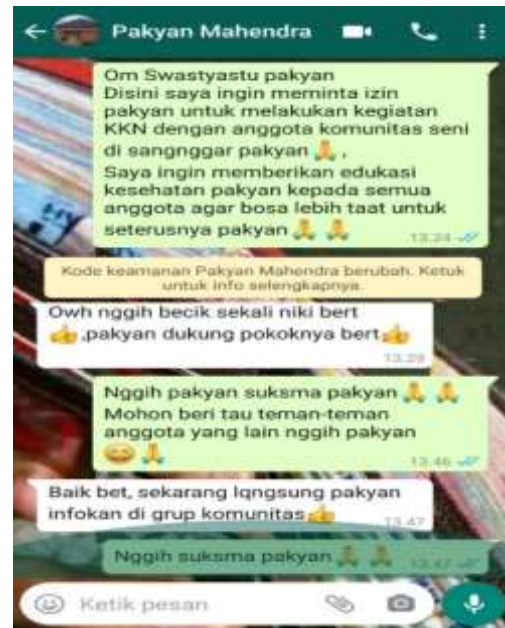 Pakyan Mahendra
Om Swastyastu pakyan
Disini saya ingin meminta izin
pakyan untuk melakukan kegiatan
KKN dengan anggota komunitas seni
di sangnggar pakyan 🙏,
Saya ingin memberikan edukasi
kesehatan pakyan kepada semua
anggota agar bosa lebih taat untuk
seterusnya pakyan 🙏 🙏
13.24
Kode keamanan Pakyan Mahendra berubah. Ketuk
untuk info selengkapnya.
Owh nggih becik sekali niki bert
👍,pakyan dukung pokoknya bert👍
13.29
Nggih pakyan suksma pakyan 🙏 🙏
Mohon beri tau teman-teman
anggota yang lain nggih pakyan
😄 🙏
13.46
Baik bet, sekarang lqngsung pakyan
infokan di grup komunitas👍
13.47
Nggih suksma pakyan 🙏 🙏
13.47
Ketik pesan